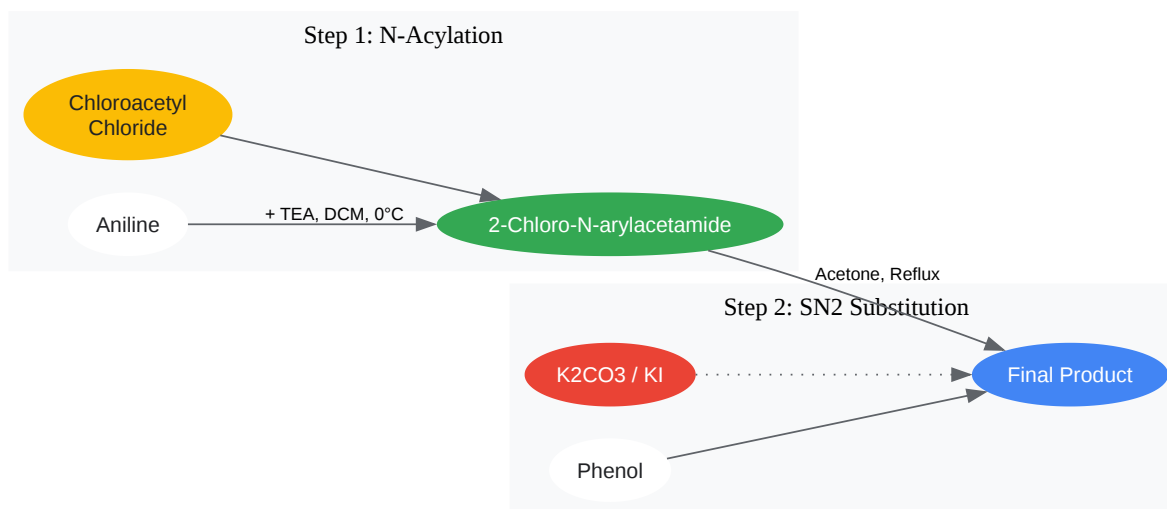 Step 1: N-Acylation
Chloroacetyl
Chloride
Aniline
+ TEA, DCM, 0°C
2-Chloro-N-arylacetamide
Acetone, Reflux
Step 2: SN2 Substitution
K2CO3 / KI
Final Product
Phenol